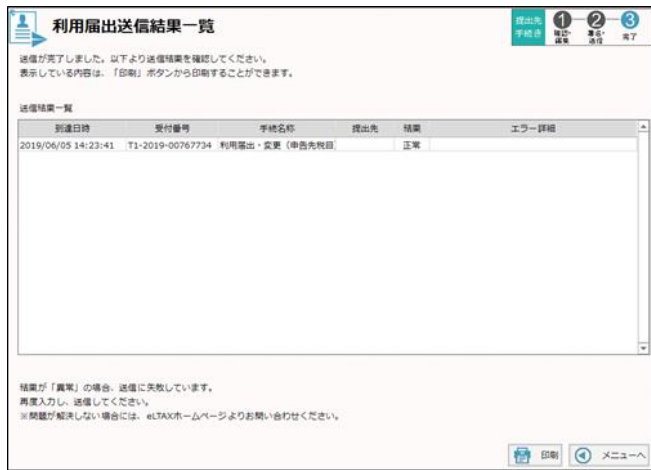 利用届出送信結果一覧
提出先
手続き
1 2 3
確認・編集 署名・送信 完了
送信が完了しました。以下より送信結果を確認してください。
表示している内容は、「印刷」ボタンから印刷することができます。
送信結果一覧
到達日時 受付番号 手続名称 提出先 結果 エラー詳細
2019/06/05 14:23:41 T1-2019-00767734 利用届出・変更（申告先税目 正常
結果が「異常」の場合、送信に失敗しています。
再度入力し、送信してください。
※問題が解決しない場合には、eLTAXホームページよりお問い合わせください。
印刷 メニューへ